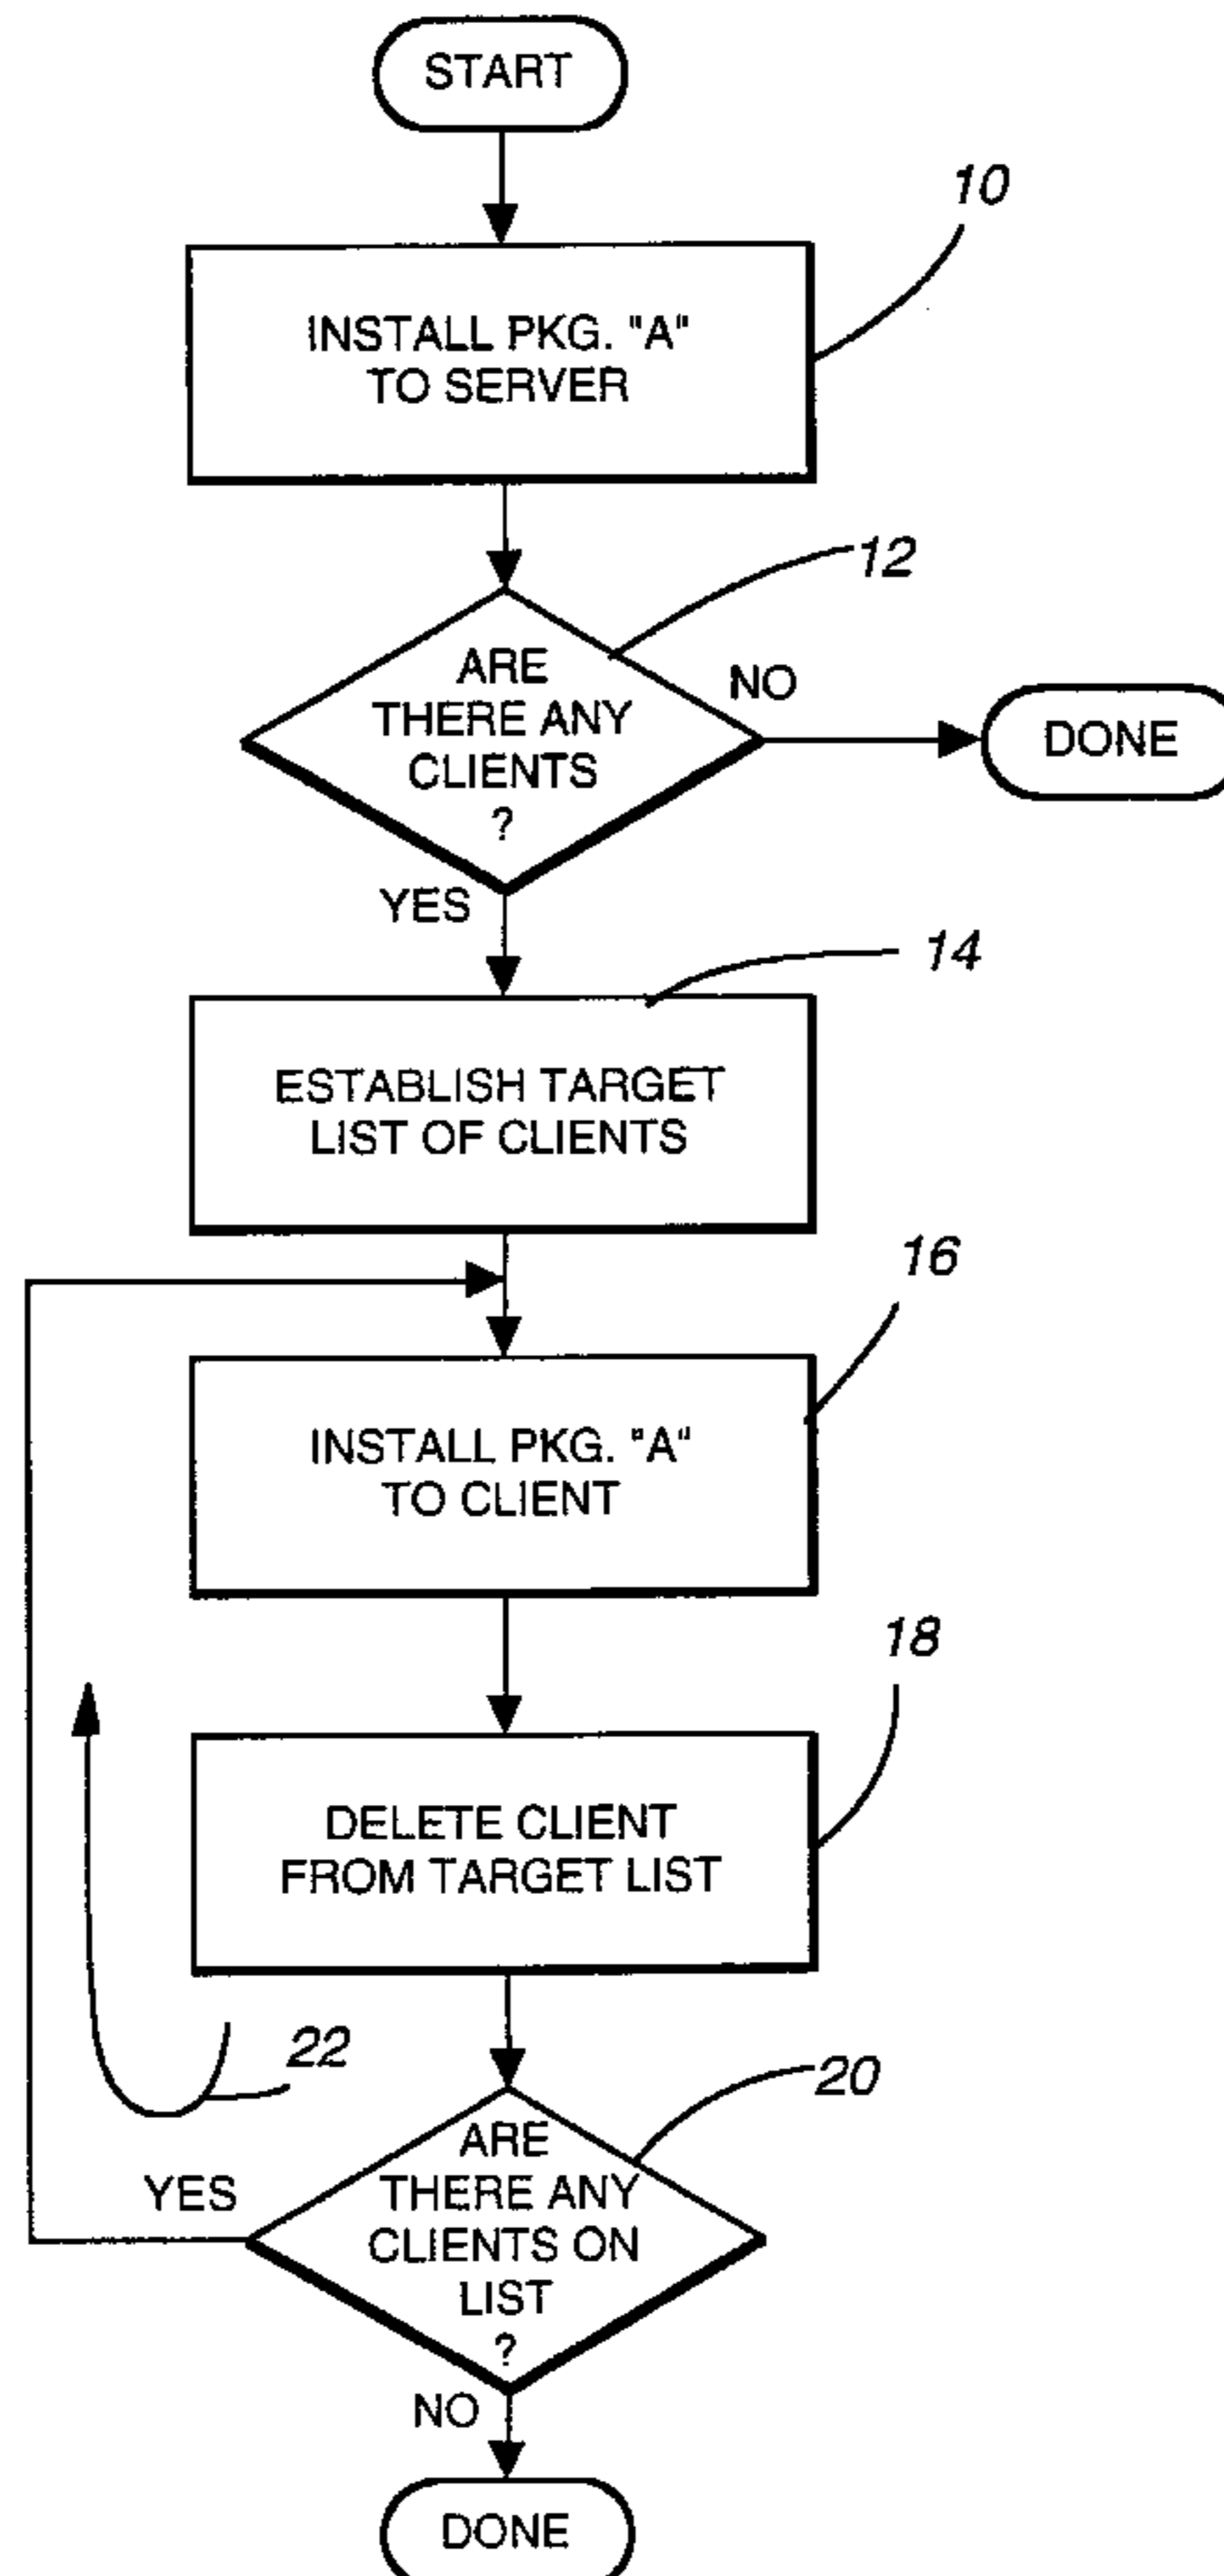 START
10
INSTALL PKG. "A"
TO SERVER
12
ARE
THERE ANY
CLIENTS
?
NO
DONE
YES
14
ESTABLISH TARGET
LIST OF CLIENTS
16
INSTALL PKG. "A"
TO CLIENT
18
DELETE CLIENT
FROM TARGET LIST
22
20
ARE
THERE ANY
CLIENTS ON
LIST
?
YES
NO
DONE